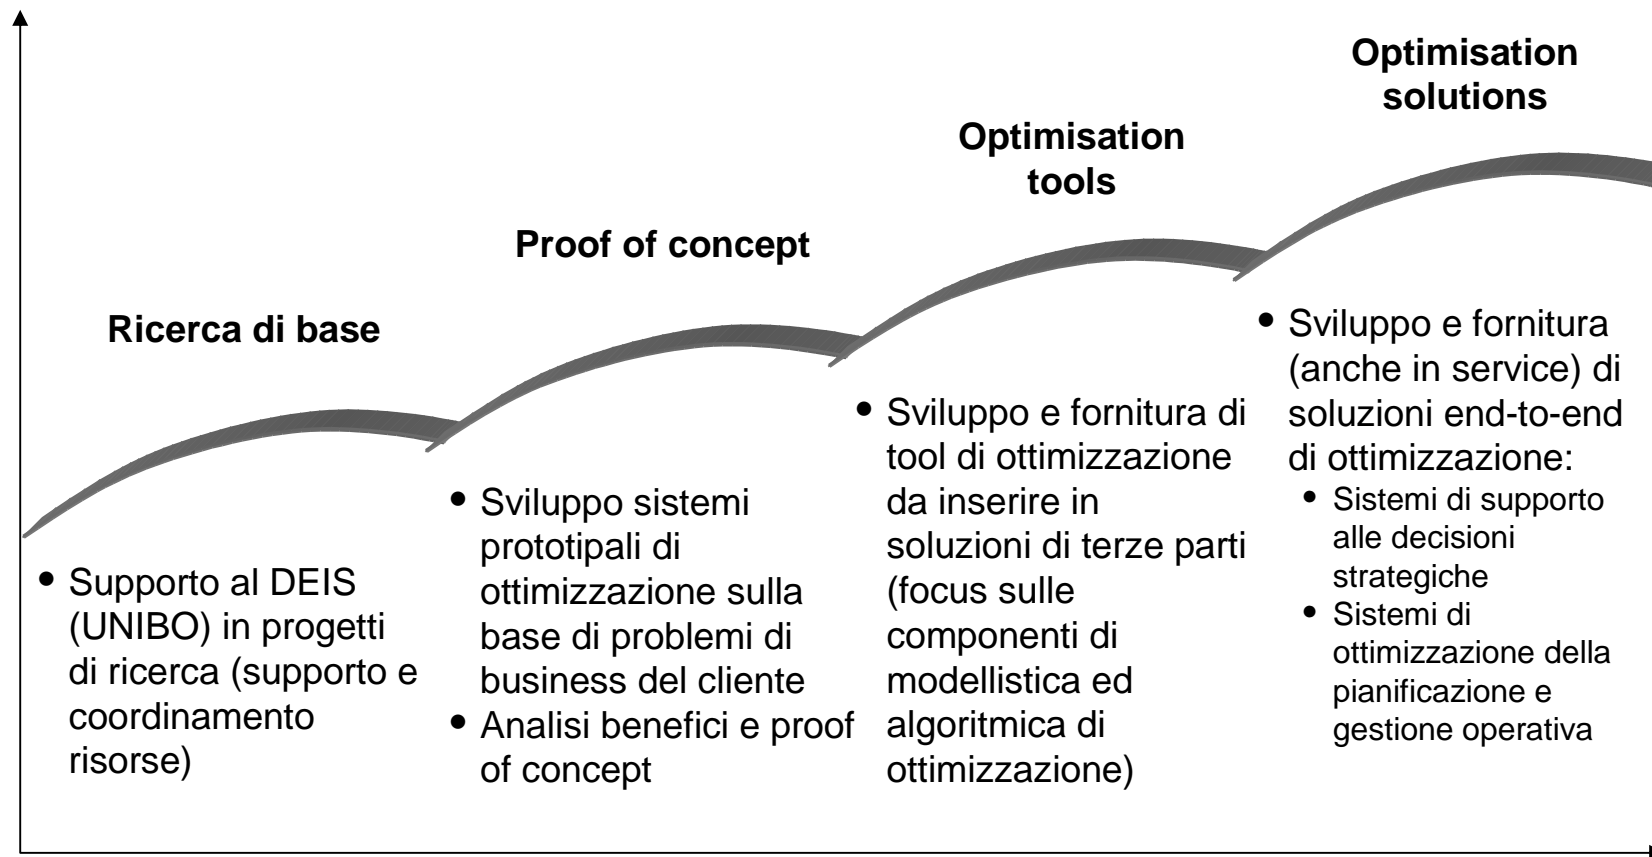 Ricerca di base
• Supporto al DEIS
(UNIBO) in progetti
di ricerca (supporto e
coordinamento
risorse)
Proof of concept
• Sviluppo sistemi
prototipali di
ottimizzazione sulla
base di problemi di
business del cliente
• Analisi benefici e proof
of concept
Optimisation
tools
• Sviluppo e fornitura di
tool di ottimizzazione
da inserire in
soluzioni di terze parti
(focus sulle
componenti di
modellistica ed
algoritmica di
ottimizzazione)
Optimisation
solutions
• Sviluppo e fornitura
(anche in service) di
soluzioni end-to-end
di ottimizzazione:
• Sistemi di supporto
alle decisioni
strategiche
• Sistemi di
ottimizzazione della
pianificazione e
gestione operativa